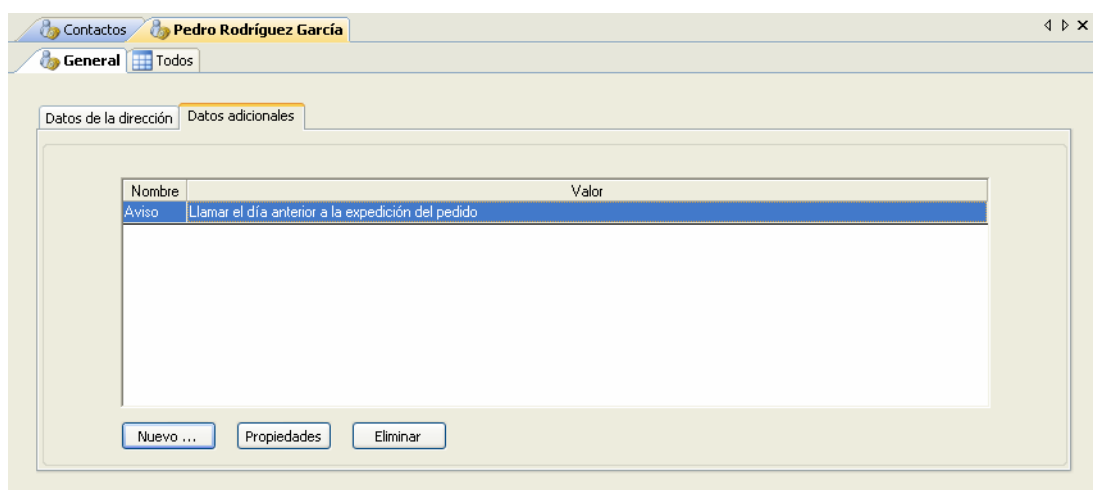 Contactos Pedro Rodríguez García
General Todos
Datos de la dirección Datos adicionales
Nombre Valor
Aviso Llamar el día anterior a la expedición del pedido
Nuevo ... Propiedades Eliminar